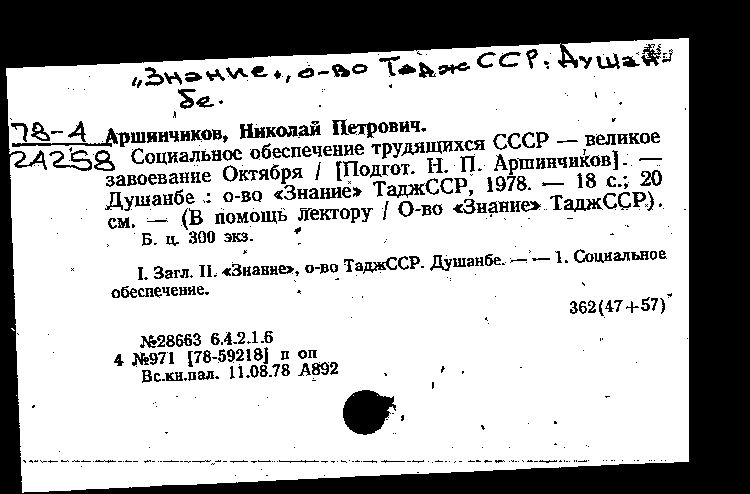 „Знание", о-во ТаджССР. Душан-
бе.
78-4
24258
Аршинчиков, Николай Петрович.
Социальное обеспечение трудящихся СССР — великое
завоевание Октября / [Подгот. Н. П. Аршинчиков]. —
Душанбе : о-во «Знание» ТаджССР, 1978. — 18 с.; 20
см. — (В помощь лектору / О-во «Знание» ТаджССР).
Б. ц. 300 экз.
I. Загл. II. «Знание», о-во ТаджССР. Душанбе. — — 1. Социальное
обеспечение.
362(47+57)
№28663 6.4.2.1.6
4 №971 [78-59218] п оп
Вс.кн.пал. 11.08.78 А892